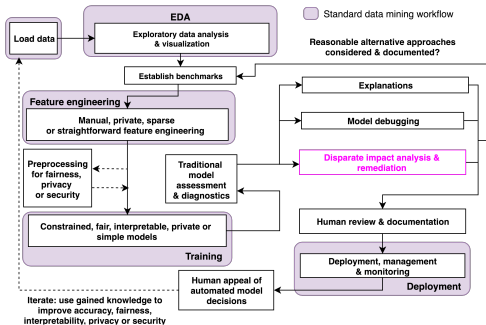 Standard data mining workflow
EDA
Load data
Exploratory data analysis
& visualization
Reasonable alternative approaches
considered & documented?
Establish benchmarks
Explanations
Feature engineering
Manual, private, sparse
or straightforward feature engineering
Model debugging
Preprocessing
for fairness,
privacy
or security
Traditional
model
assessment
& diagnostics
Disparate impact analysis &
remediation
Constrained, fair, interpretable, private or
simple models
Training
Human review & documentation
Deployment, management
& monitoring
Deployment
Human appeal of
automated model
decisions
Iterate: use gained knowledge to
improve accuracy, fairness,
interpretability, privacy or security